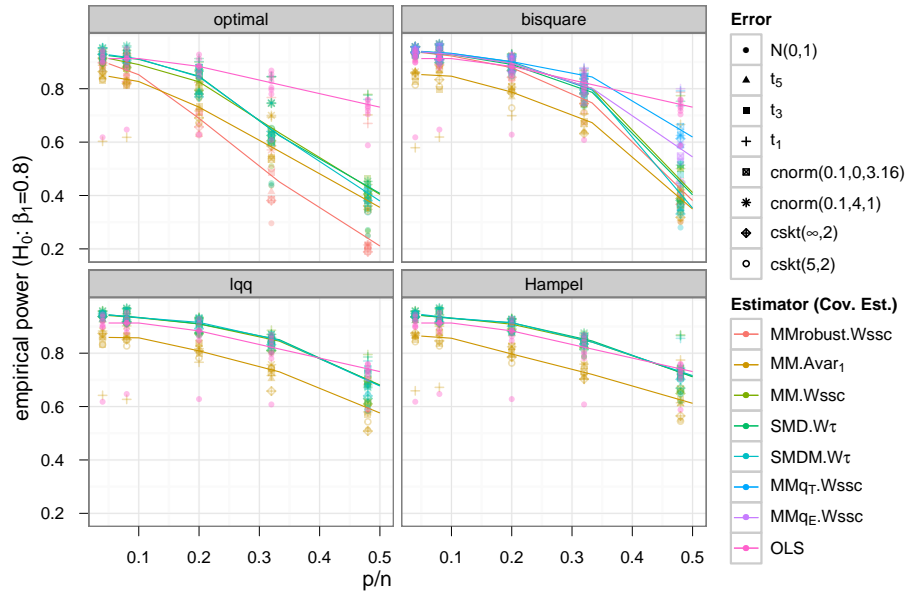 optimal
bisquare
lqq
Hampel
0.8
0.6
0.4
0.2
0.8
0.6
0.4
0.2
empirical power (H₀: β₁=0.8)
0.1 0.2 0.3 0.4 0.5
0.1 0.2 0.3 0.4 0.5
p/n
Error
N(0,1)
t₅
t₃
t₁
cnorm(0.1,0,3.16)
cnorm(0.1,4,1)
cskt(∞,2)
cskt(5,2)
Estimator (Cov. Est.)
MMrobust.Wssc
MM.Avar₁
MM.Wssc
SMD.Wτ
SMDM.Wτ
MMq_T.Wssc
MMq_E.Wssc
OLS